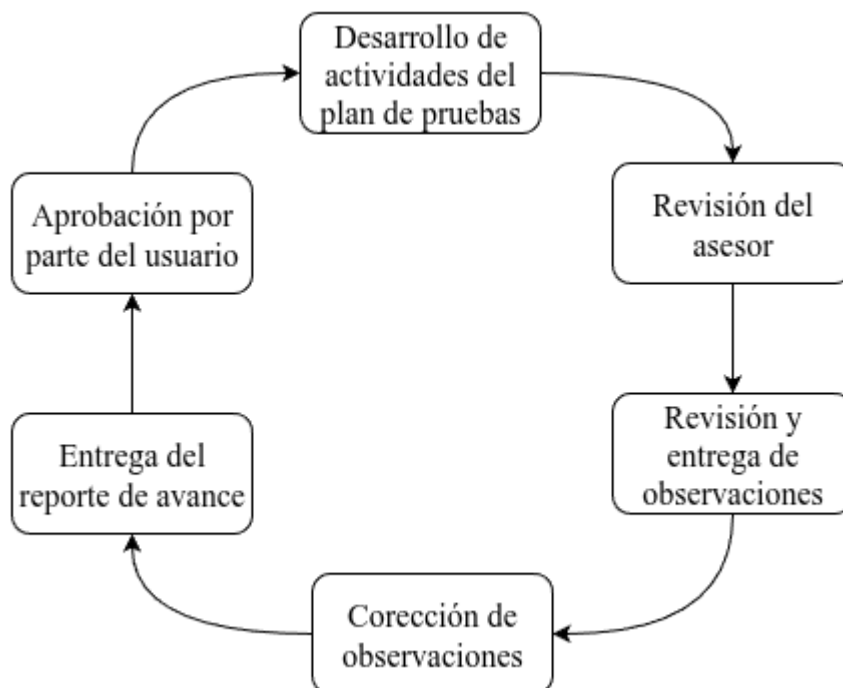 Desarrollo de
actividades del
plan de pruebas
Revisión del
asesor
Revisión y
entrega de
observaciones
Corección de
observaciones
Entrega del
reporte de avance
Aprobación por
parte del usuario